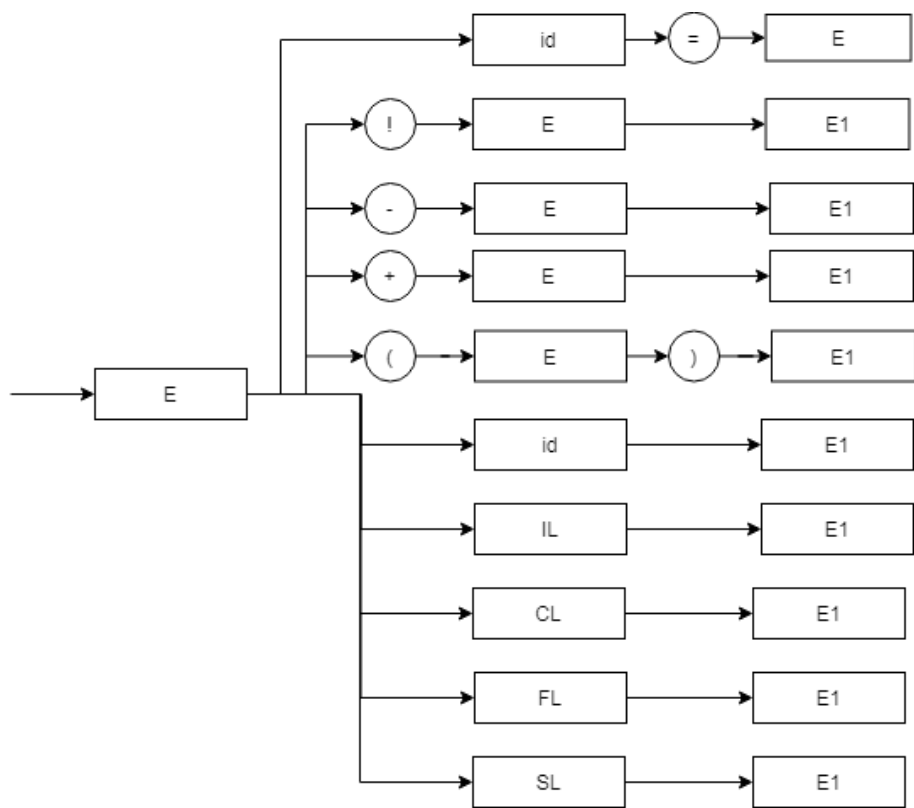 id = E
! E E1
- E E1
+ E E1
( E ) E1
E
id E1
IL E1
CL E1
FL E1
SL E1